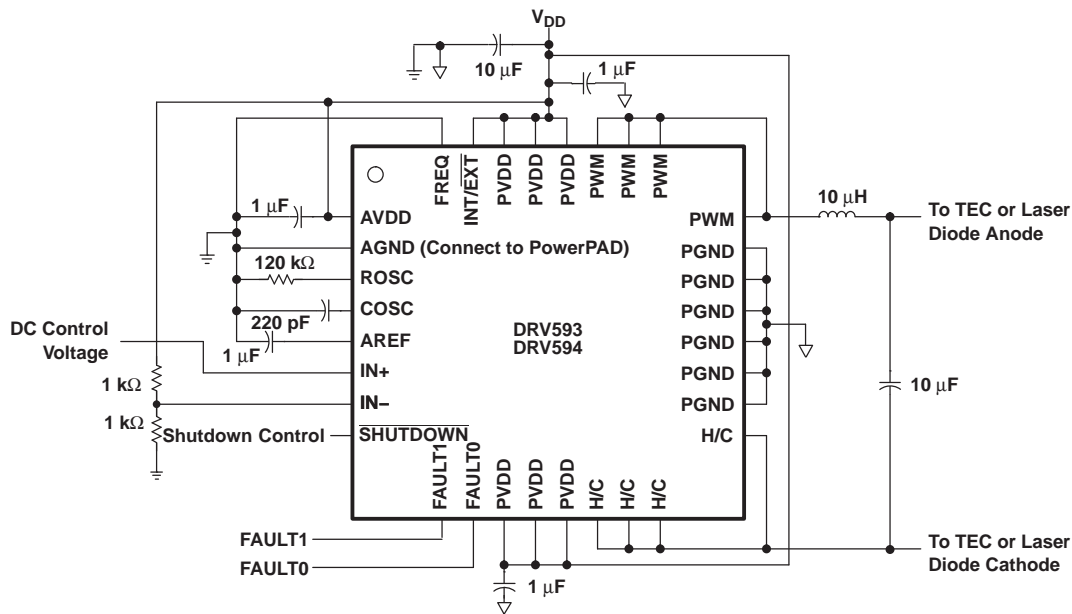 V_DD
10 µF
1 µF
FREQ
INT/EXT
PVDD
PVDD
PVDD
PWM
PWM
PWM
1 µF
AVDD
PWM
10 µH
To TEC or Laser
Diode Anode
AGND (Connect to PowerPAD)
PGND
120 kΩ
ROSC
PGND
COSC
PGND
220 pF
DC Control
Voltage
AREF
DRV593
DRV594
PGND
1 µF
IN+
PGND
1 kΩ
IN−
PGND
10 µF
1 kΩ
Shutdown Control
SHUTDOWN
H/C
FAULT1
FAULT0
PVDD
PVDD
PVDD
H/C
H/C
H/C
FAULT1
FAULT0
1 µF
To TEC or Laser
Diode Cathode